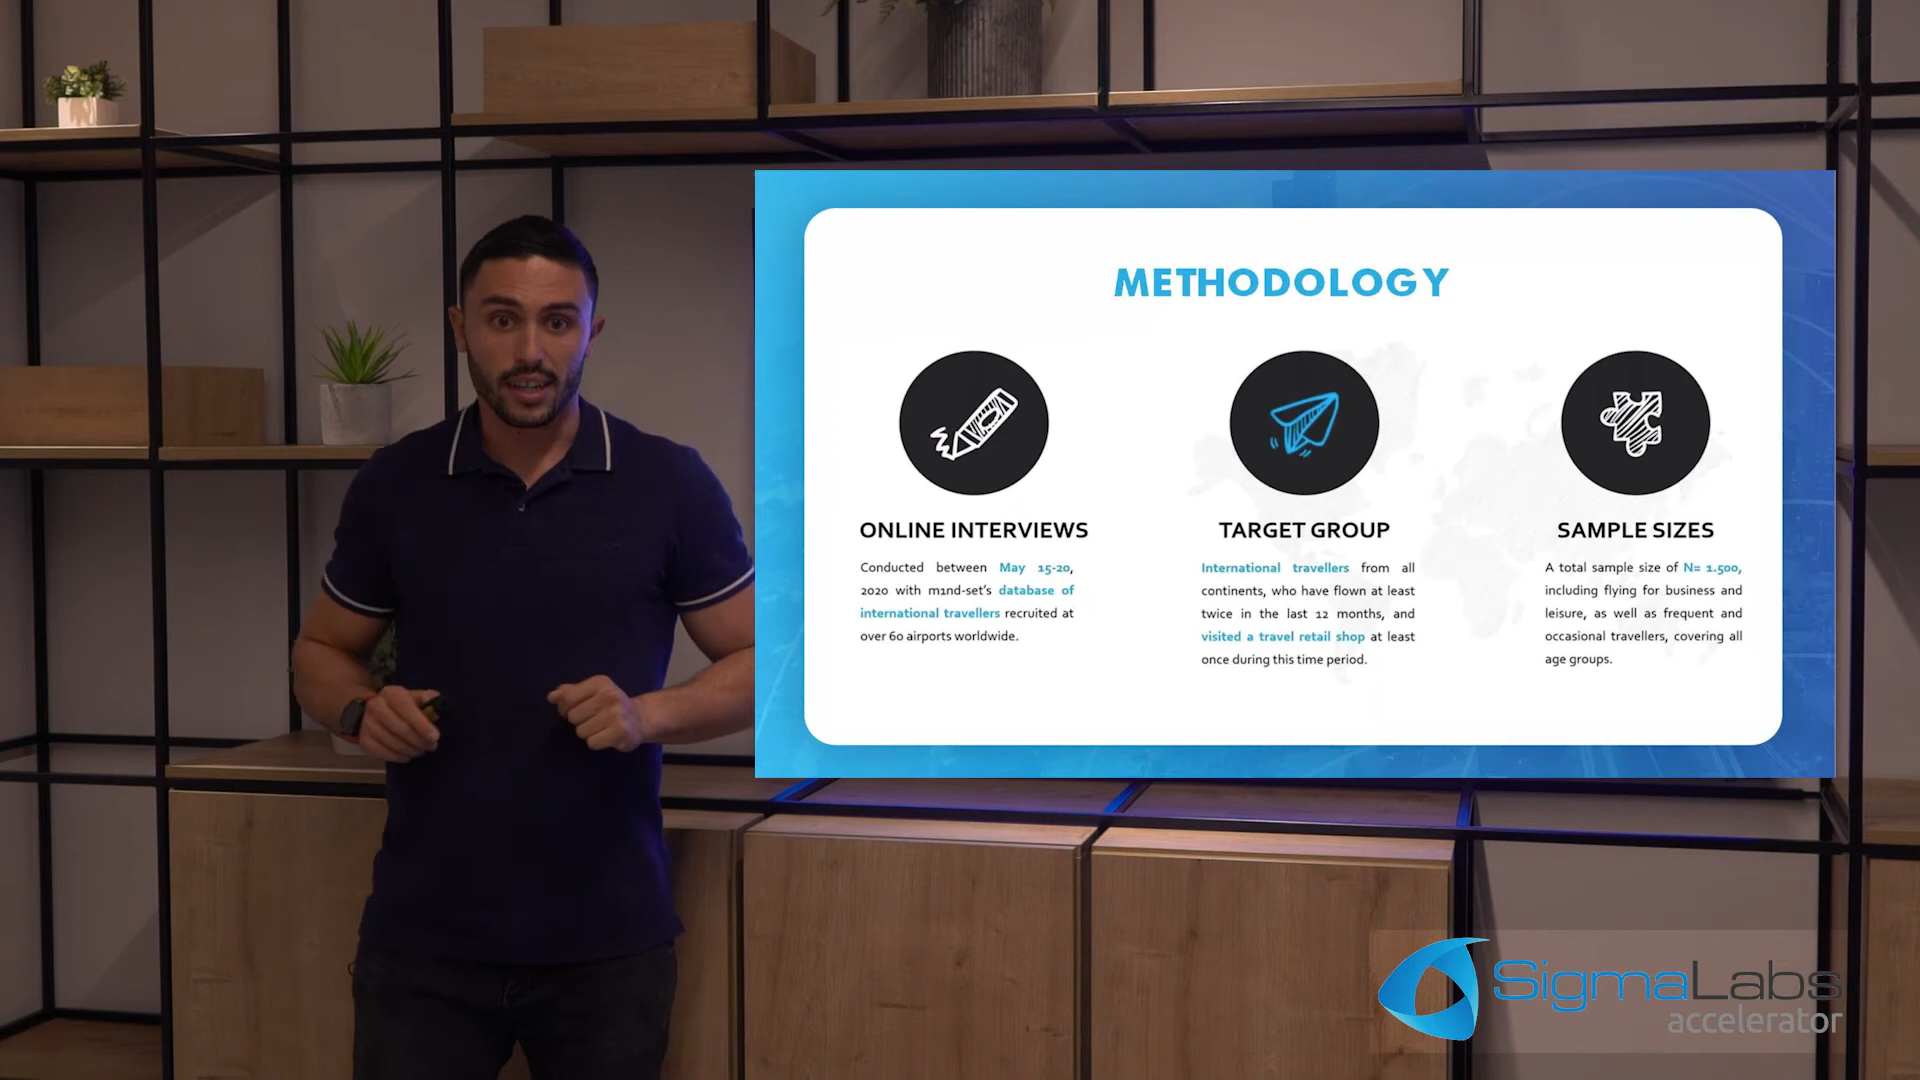 METHODOLOGY
ONLINE INTERVIEWS
Conducted between May 15-20,
2020 with m1nd-set's database of
international travellers recruited at
over 60 airports worldwide.
TARGET GROUP
International travellers from all
continents, who have flown at least
twice in the last 12 months, and
visited a travel retail shop at least
once during this time period.
SAMPLE SIZES
A total sample size of N= 1.500,
including flying for business and
leisure, as well as frequent and
occasional travellers, covering all
age groups.
SigmaLabs
accelerator